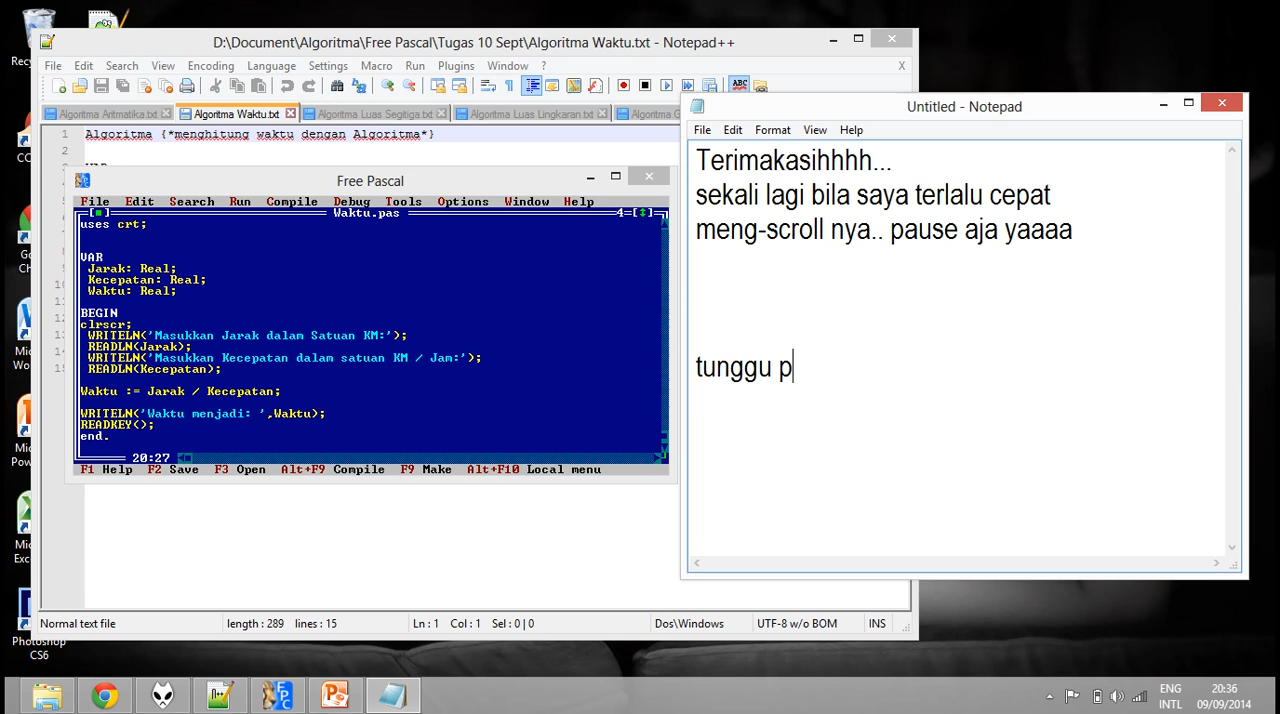 D:\Document\Algoritma\Free Pascal\Tugas 10 Sept\Algoritma Waktu.txt - Notepad++
File Edit Search View Encoding Language Settings Macro Run Plugins Window ? X
Algoritma Aritmatika.txt Algoritma Waktu.txt Algoritma Luas Segitiga.txt Algoritma Luas Lingkaran.txt Algoritma G
1 Algoritma {*menghitung waktu dengan Algoritma*}
2
Free Pascal
File Edit Search Run Compile Debug Tools Options Window Help
Waktu.pas 4
uses crt;
VAR
Jarak: Real;
Kecepatan: Real;
Waktu: Real;
BEGIN
clrscr;
WRITELN('Masukkan Jarak dalam Satuan KM:');
READLN(Jarak);
WRITELN('Masukkan Kecepatan dalam satuan KM / Jam:');
READLN(Kecepatan);
Waktu := Jarak / Kecepatan;
WRITELN('Waktu menjadi: ',Waktu);
READKEY();
end.
20:27
F1 Help F2 Save F3 Open Alt+F9 Compile F9 Make Alt+F10 Local menu
Normal text file length : 289 lines : 15 Ln : 1 Col : 1 Sel : 0 | 0 Dos\Windows UTF-8 w/o BOM INS
Untitled - Notepad
File Edit Format View Help
Terimakasihhhh...
sekali lagi bila saya terlalu cepat
meng-scroll nya.. pause aja yaaaa
tunggu p
Photoshop
CS6
ENG
INTL
20:36
09/09/2014